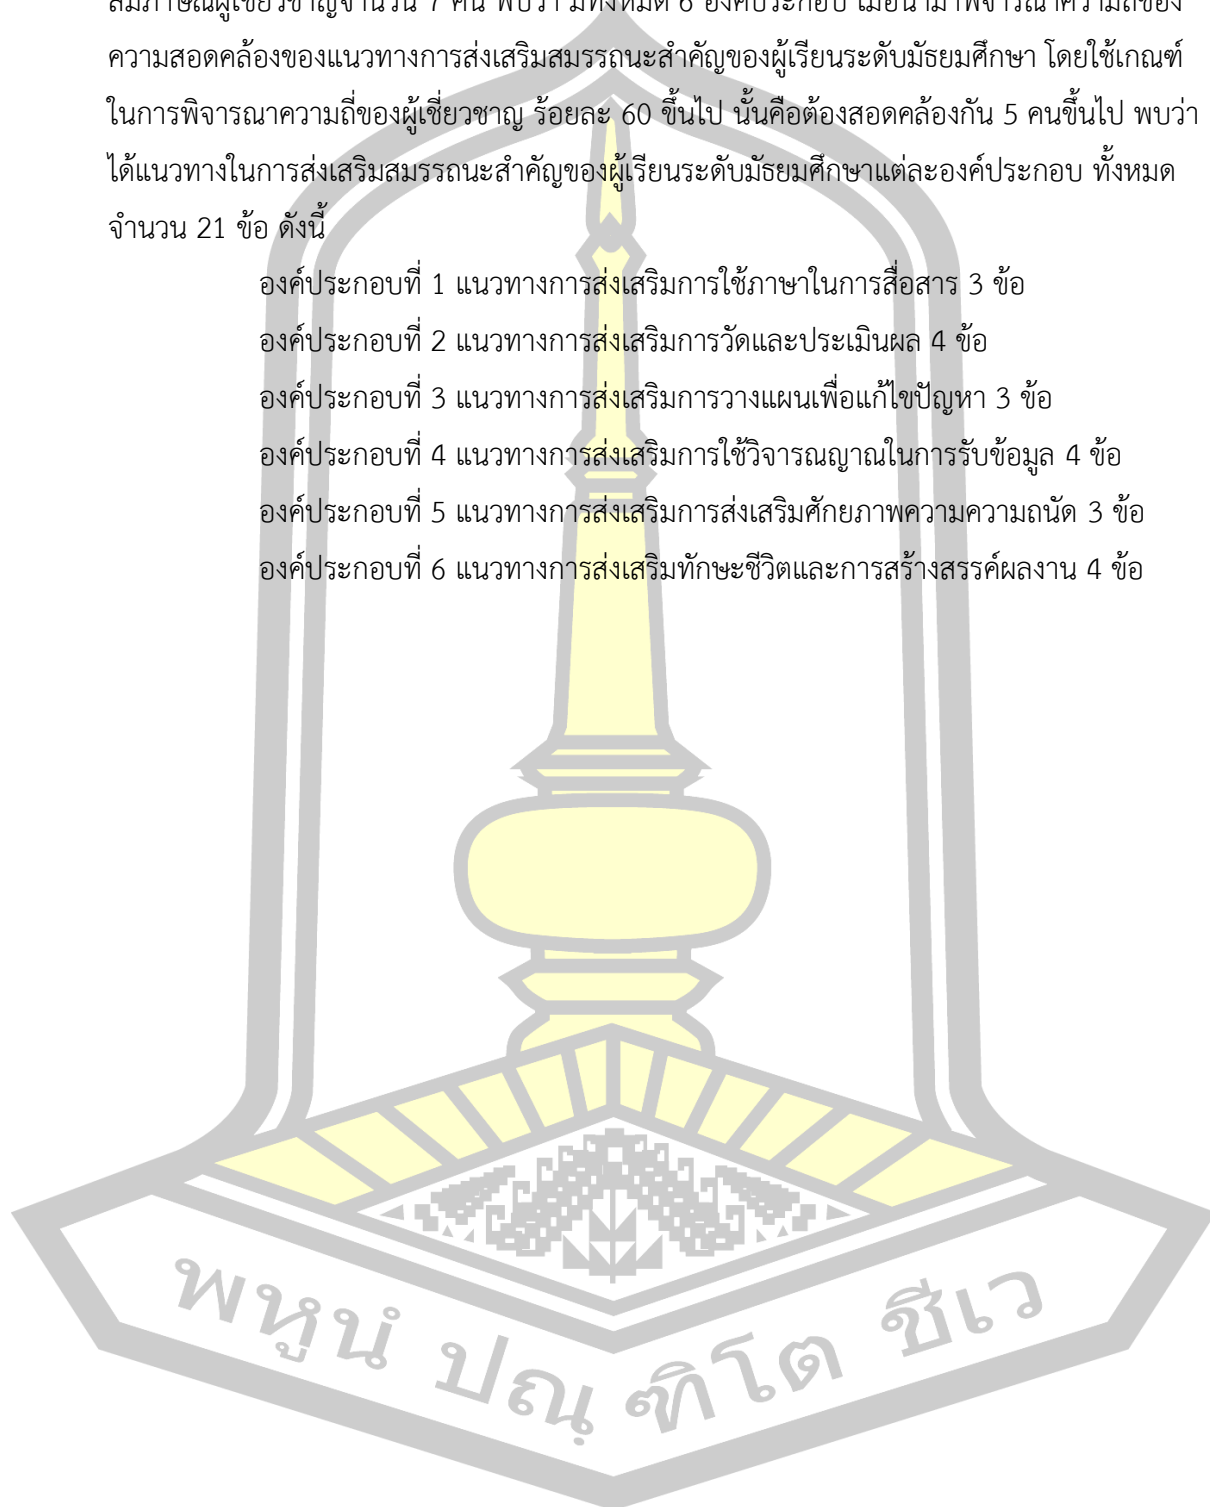 สัมภาษณ์ผู้เชี่ยวชาญจำนวน 7 คน พบว่า มีทั้งหมด 6 องค์ประกอบ เมื่อนำมาพิจารณาความถี่ของ
ความสอดคล้องของแนวทางการส่งเสริมสมรรถนะสำคัญของผู้เรียนระดับมัธยมศึกษา โดยใช้เกณฑ์
ในการพิจารณาความถี่ของผู้เชี่ยวชาญ ร้อยละ 60 ขึ้นไป นั้นคือต้องสอดคล้องกัน 5 คนขึ้นไป พบว่า
ได้แนวทางในการส่งเสริมสมรรถนะสำคัญของผู้เรียนระดับมัธยมศึกษาแต่ละองค์ประกอบ ทั้งหมด
จำนวน 21 ข้อ ดังนี้
องค์ประกอบที่ 1 แนวทางการส่งเสริมการใช้ภาษาในการสื่อสาร 3 ข้อ
องค์ประกอบที่ 2 แนวทางการส่งเสริมการวัดและประเมินผล 4 ข้อ
องค์ประกอบที่ 3 แนวทางการส่งเสริมการวางแผนเพื่อแก้ไขปัญหา 3 ข้อ
องค์ประกอบที่ 4 แนวทางการส่งเสริมการใช้วิจารณญาณในการรับข้อมูล 4 ข้อ
องค์ประกอบที่ 5 แนวทางการส่งเสริมการส่งเสริมศักยภาพความความถนัด 3 ข้อ
องค์ประกอบที่ 6 แนวทางการส่งเสริมทักษะชีวิตและการสร้างสรรค์ผลงาน 4 ข้อ
พหูนํ ปณฺฑิโต ชีเว